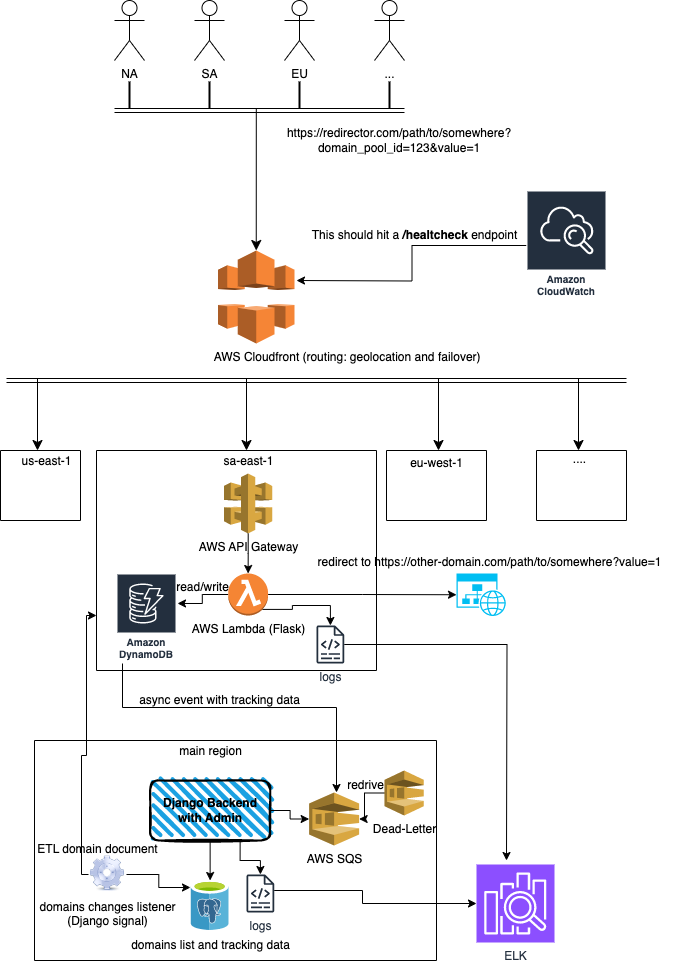 NA
SA
EU
...
https://redirector.com/path/to/somewhere?
domain_pool_id=123&value=1
This should hit a /healtcheck endpoint
Amazon
CloudWatch
AWS Cloudfront (routing: geolocation and failover)
us-east-1
sa-east-1
eu-west-1
....
AWS API Gateway
redirect to https://other-domain.com/path/to/somewhere?value=1
read/write
AWS Lambda (Flask)
Amazon
DynamoDB
logs
async event with tracking data
main region
Django Backend
with Admin
redrive
Dead-Letter
AWS SQS
ETL domain document
domains changes listener
(Django signal)
logs
domains list and tracking data
ELK